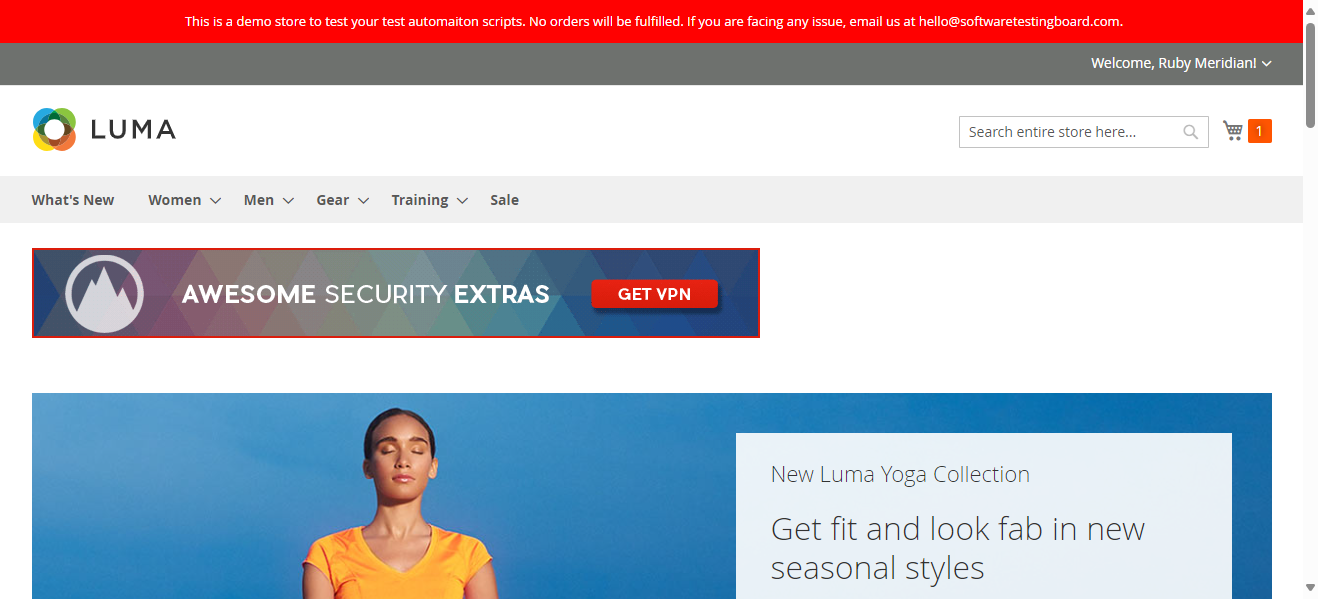 This is a demo store to test your test automaiton scripts. No orders will be fulfilled. If you are facing any issue, email us at hello@softwaretestingboard.com.
Welcome, Ruby Meridian!
LUMA
Search entire store here...
1
What's New
Women
Men
Gear
Training
Sale
AWESOME SECURITY EXTRAS
GET VPN
New Luma Yoga Collection
Get fit and look fab in new
seasonal styles